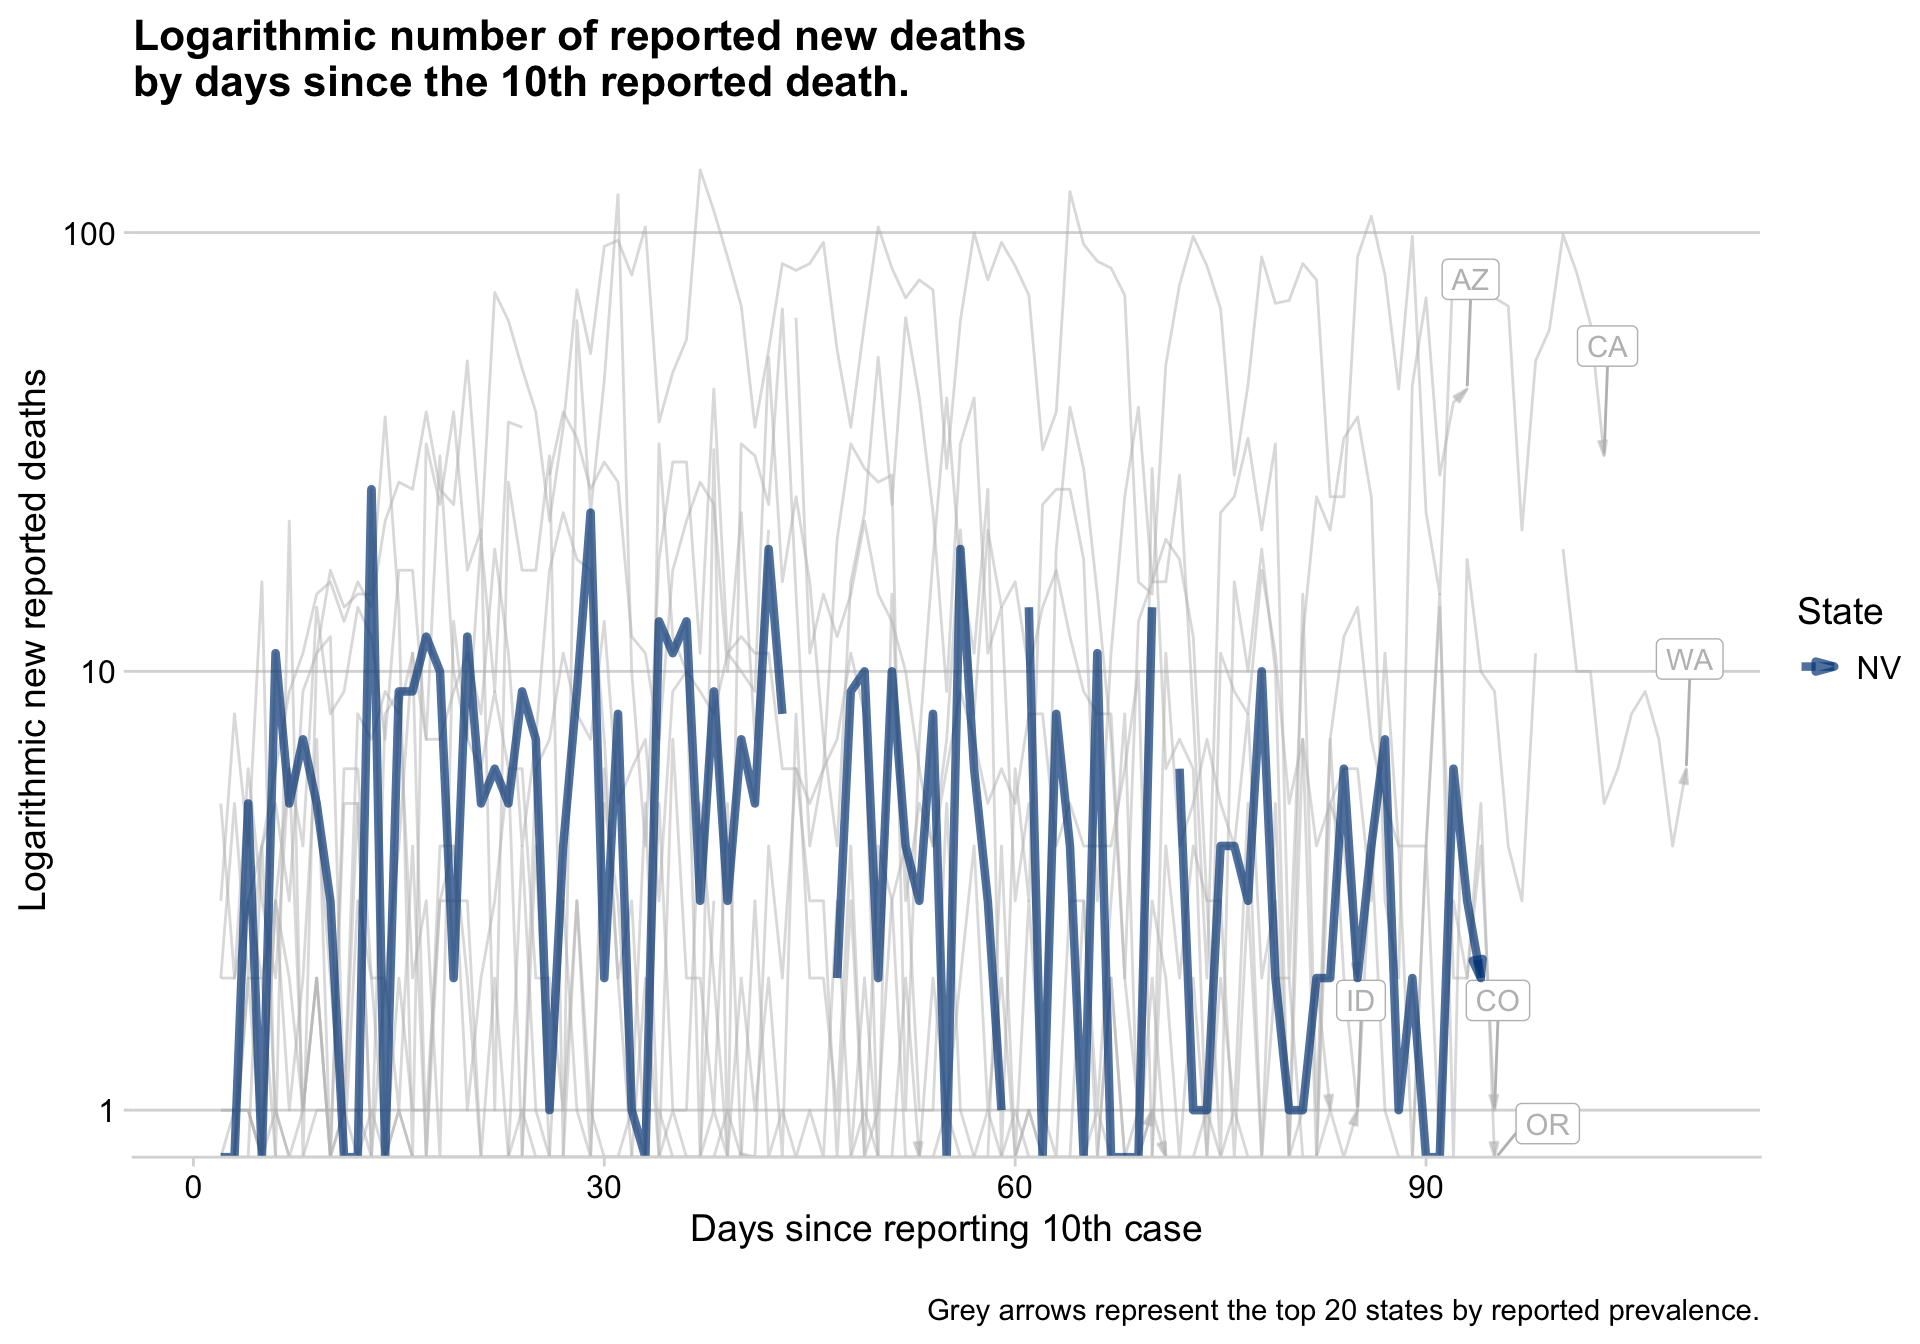 Logarithmic number of reported new deaths
by days since the 10th reported death.
Logarithmic new reported deaths
100
10
1
AZ
CA
WA
ID
CO
OR
State
NV
0
30
60
90
Days since reporting 10th case
Grey arrows represent the top 20 states by reported prevalence.